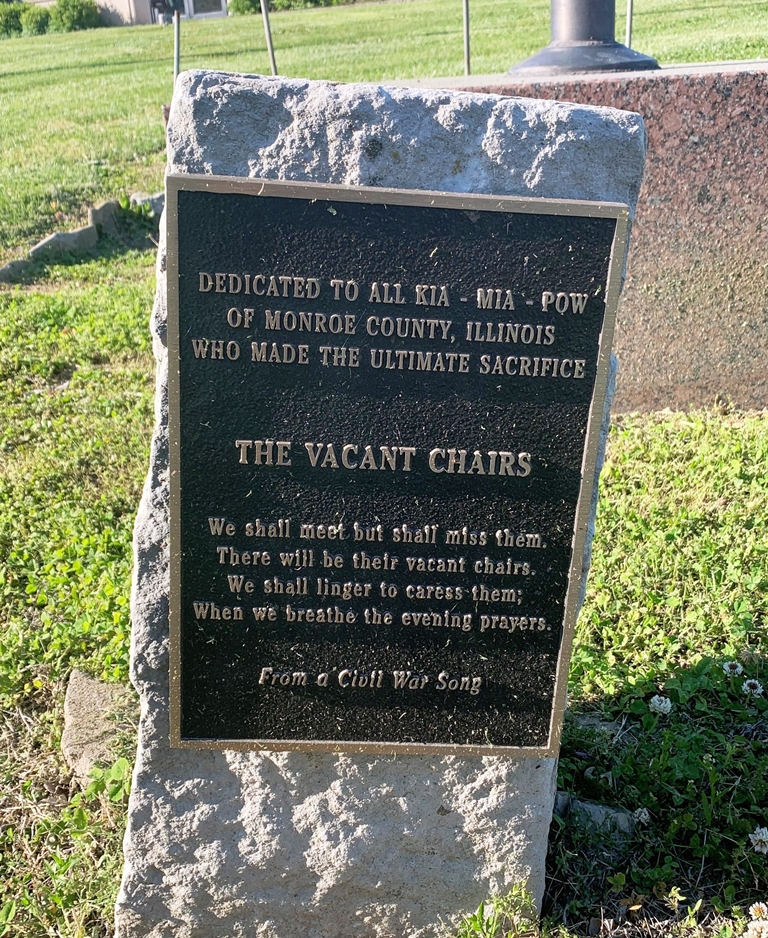 DEDICATED TO ALL KIA - MIA - POW
OF MONROE COUNTY, ILLINOIS
WHO MADE THE ULTIMATE SACRIFICE
THE VACANT CHAIRS
We shall meet but shall miss them.
There will be their vacant chairs.
We shall linger to caress them;
When we breathe the evening prayers.
From a Civil War Song